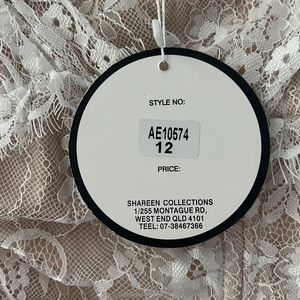 STYLE NO:
AE10574
12
PRICE:
SHAREEN COLLECTIONS
1/255 MONTAGUE RD,
WEST END QLD 4101
TEEL: 07-38467366